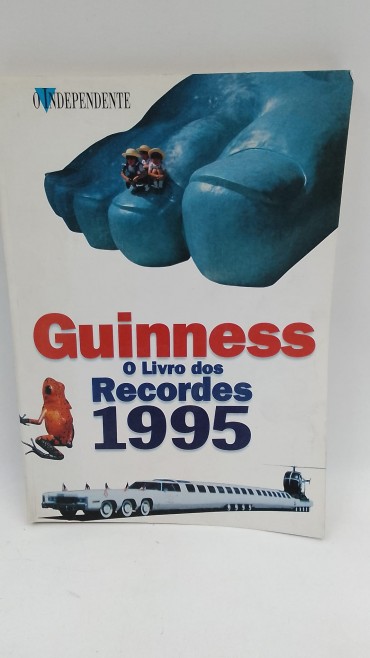 O INDEPENDENTE
Guinness
O Livro dos
Recordes
1995